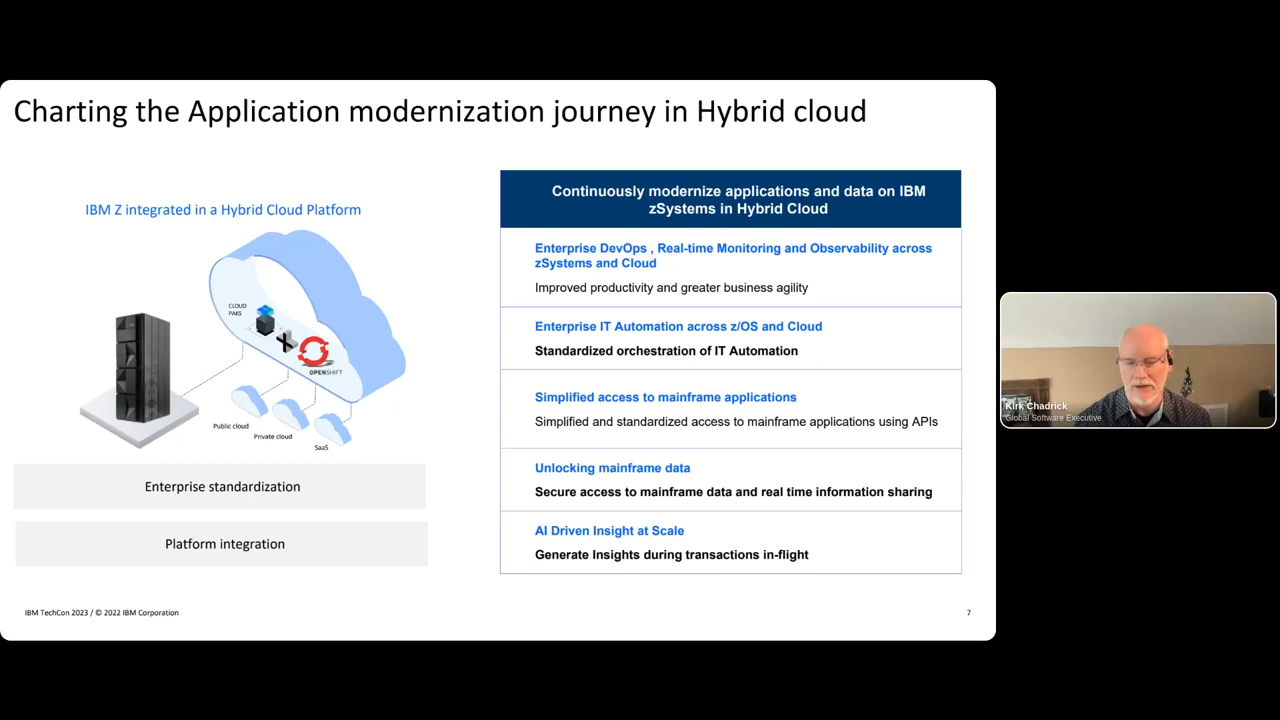 Charting the Application modernization journey in Hybrid cloud
IBM Z integrated in a Hybrid Cloud Platform
CLOUD
PAKS
OPENSHIFT
Public cloud
Private cloud
SaaS
Enterprise standardization
Platform integration
Continuously modernize applications and data on IBM
zSystems in Hybrid Cloud
Enterprise DevOps , Real-time Monitoring and Observability across
zSystems and Cloud
Improved productivity and greater business agility
Enterprise IT Automation across z/OS and Cloud
Standardized orchestration of IT Automation
Simplified access to mainframe applications
Simplified and standardized access to mainframe applications using APIs
Unlocking mainframe data
Secure access to mainframe data and real time information sharing
AI Driven Insight at Scale
Generate Insights during transactions in-flight
IBM TechCon 2023 / © 2022 IBM Corporation
7
Kirk Chadrick
Global Software Executive